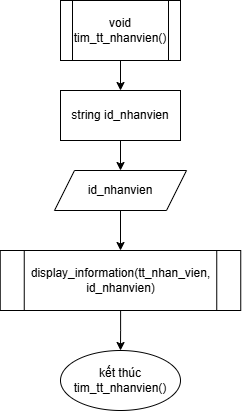 void
tim_tt_nhanvien()
string id_nhanvien
id_nhanvien
display_information(tt_nhan_vien,
id_nhanvien)
kết thúc
tim_tt_nhanvien()